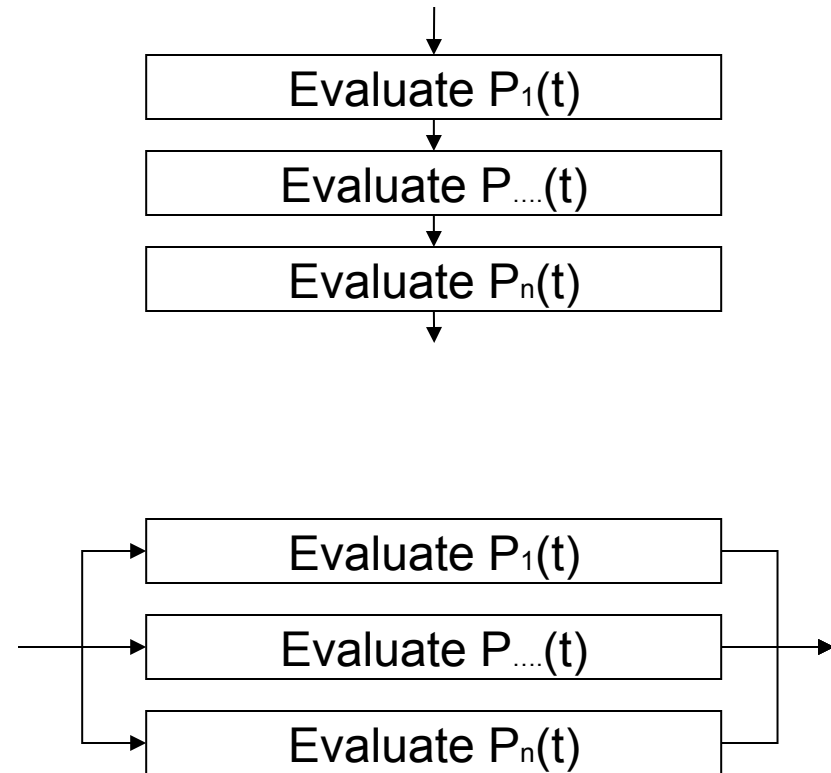 Evaluate P₁(t)
Evaluate P....(t)
Evaluate Pₙ(t)
Evaluate P₁(t)
Evaluate P....(t)
Evaluate Pₙ(t)